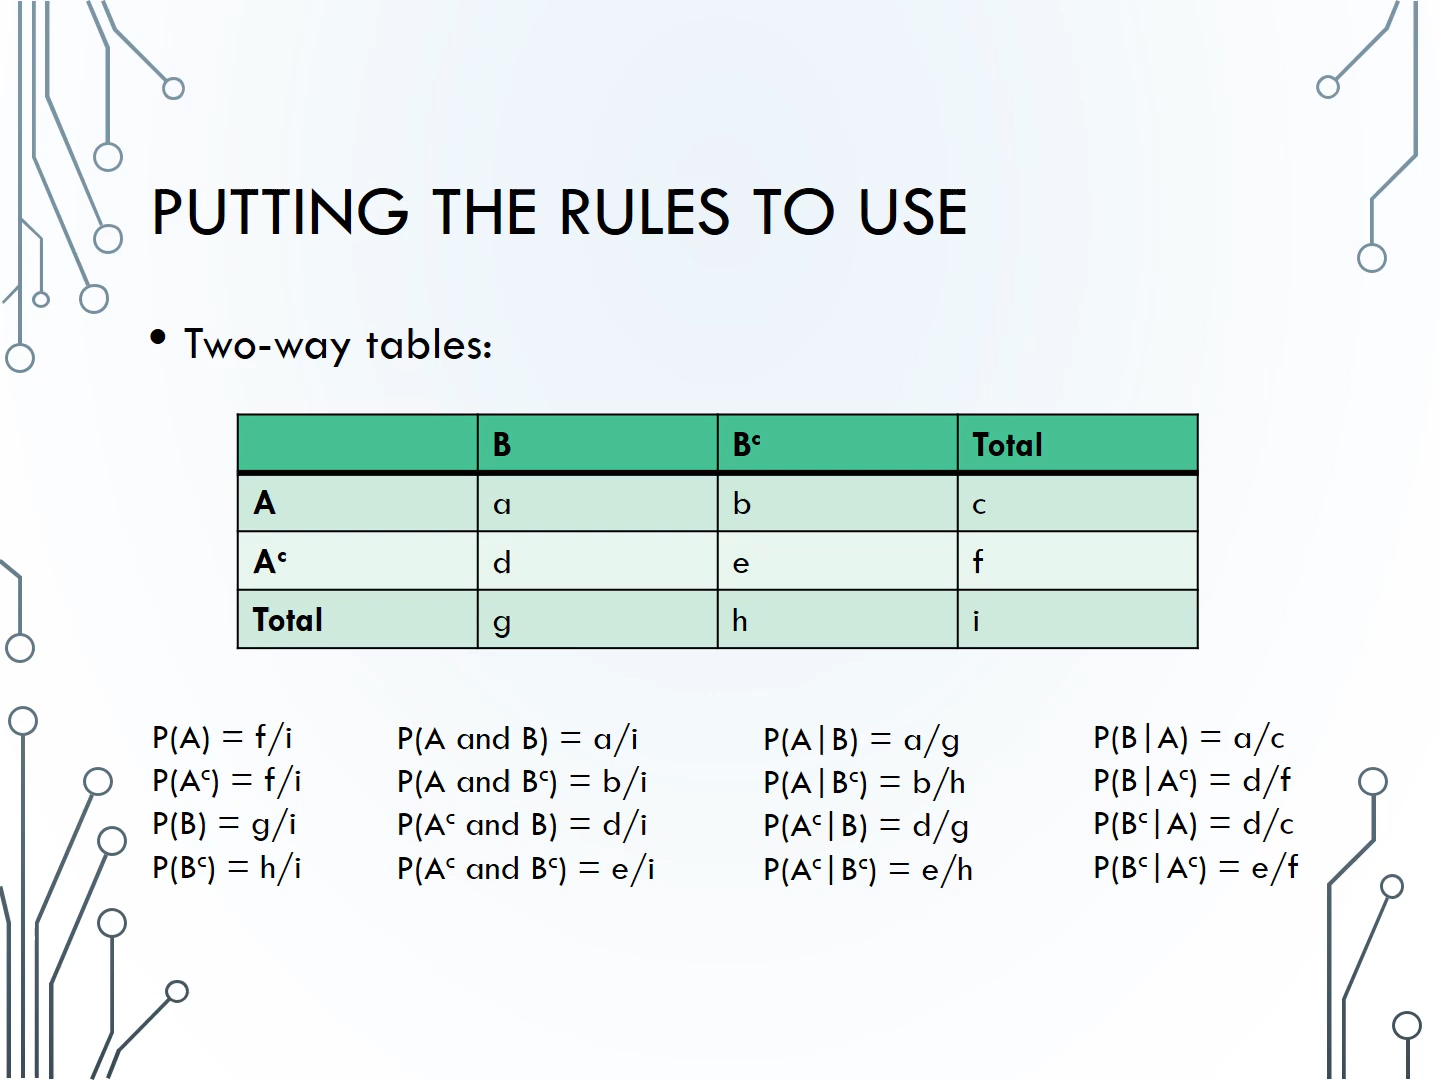 PUTTING THE RULES TO USE
• Two-way tables:
B Bᶜ Total
A a b c
Aᶜ d e f
Total g h i
P(A) = f/i
P(Aᶜ) = f/i
P(B) = g/i
P(Bᶜ) = h/i
P(A and B) = a/i
P(A and Bᶜ) = b/i
P(Aᶜ and B) = d/i
P(Aᶜ and Bᶜ) = e/i
P(A|B) = a/g
P(A|Bᶜ) = b/h
P(Aᶜ|B) = d/g
P(Aᶜ|Bᶜ) = e/h
P(B|A) = a/c
P(B|Aᶜ) = d/f
P(Bᶜ|A) = d/c
P(Bᶜ|Aᶜ) = e/f